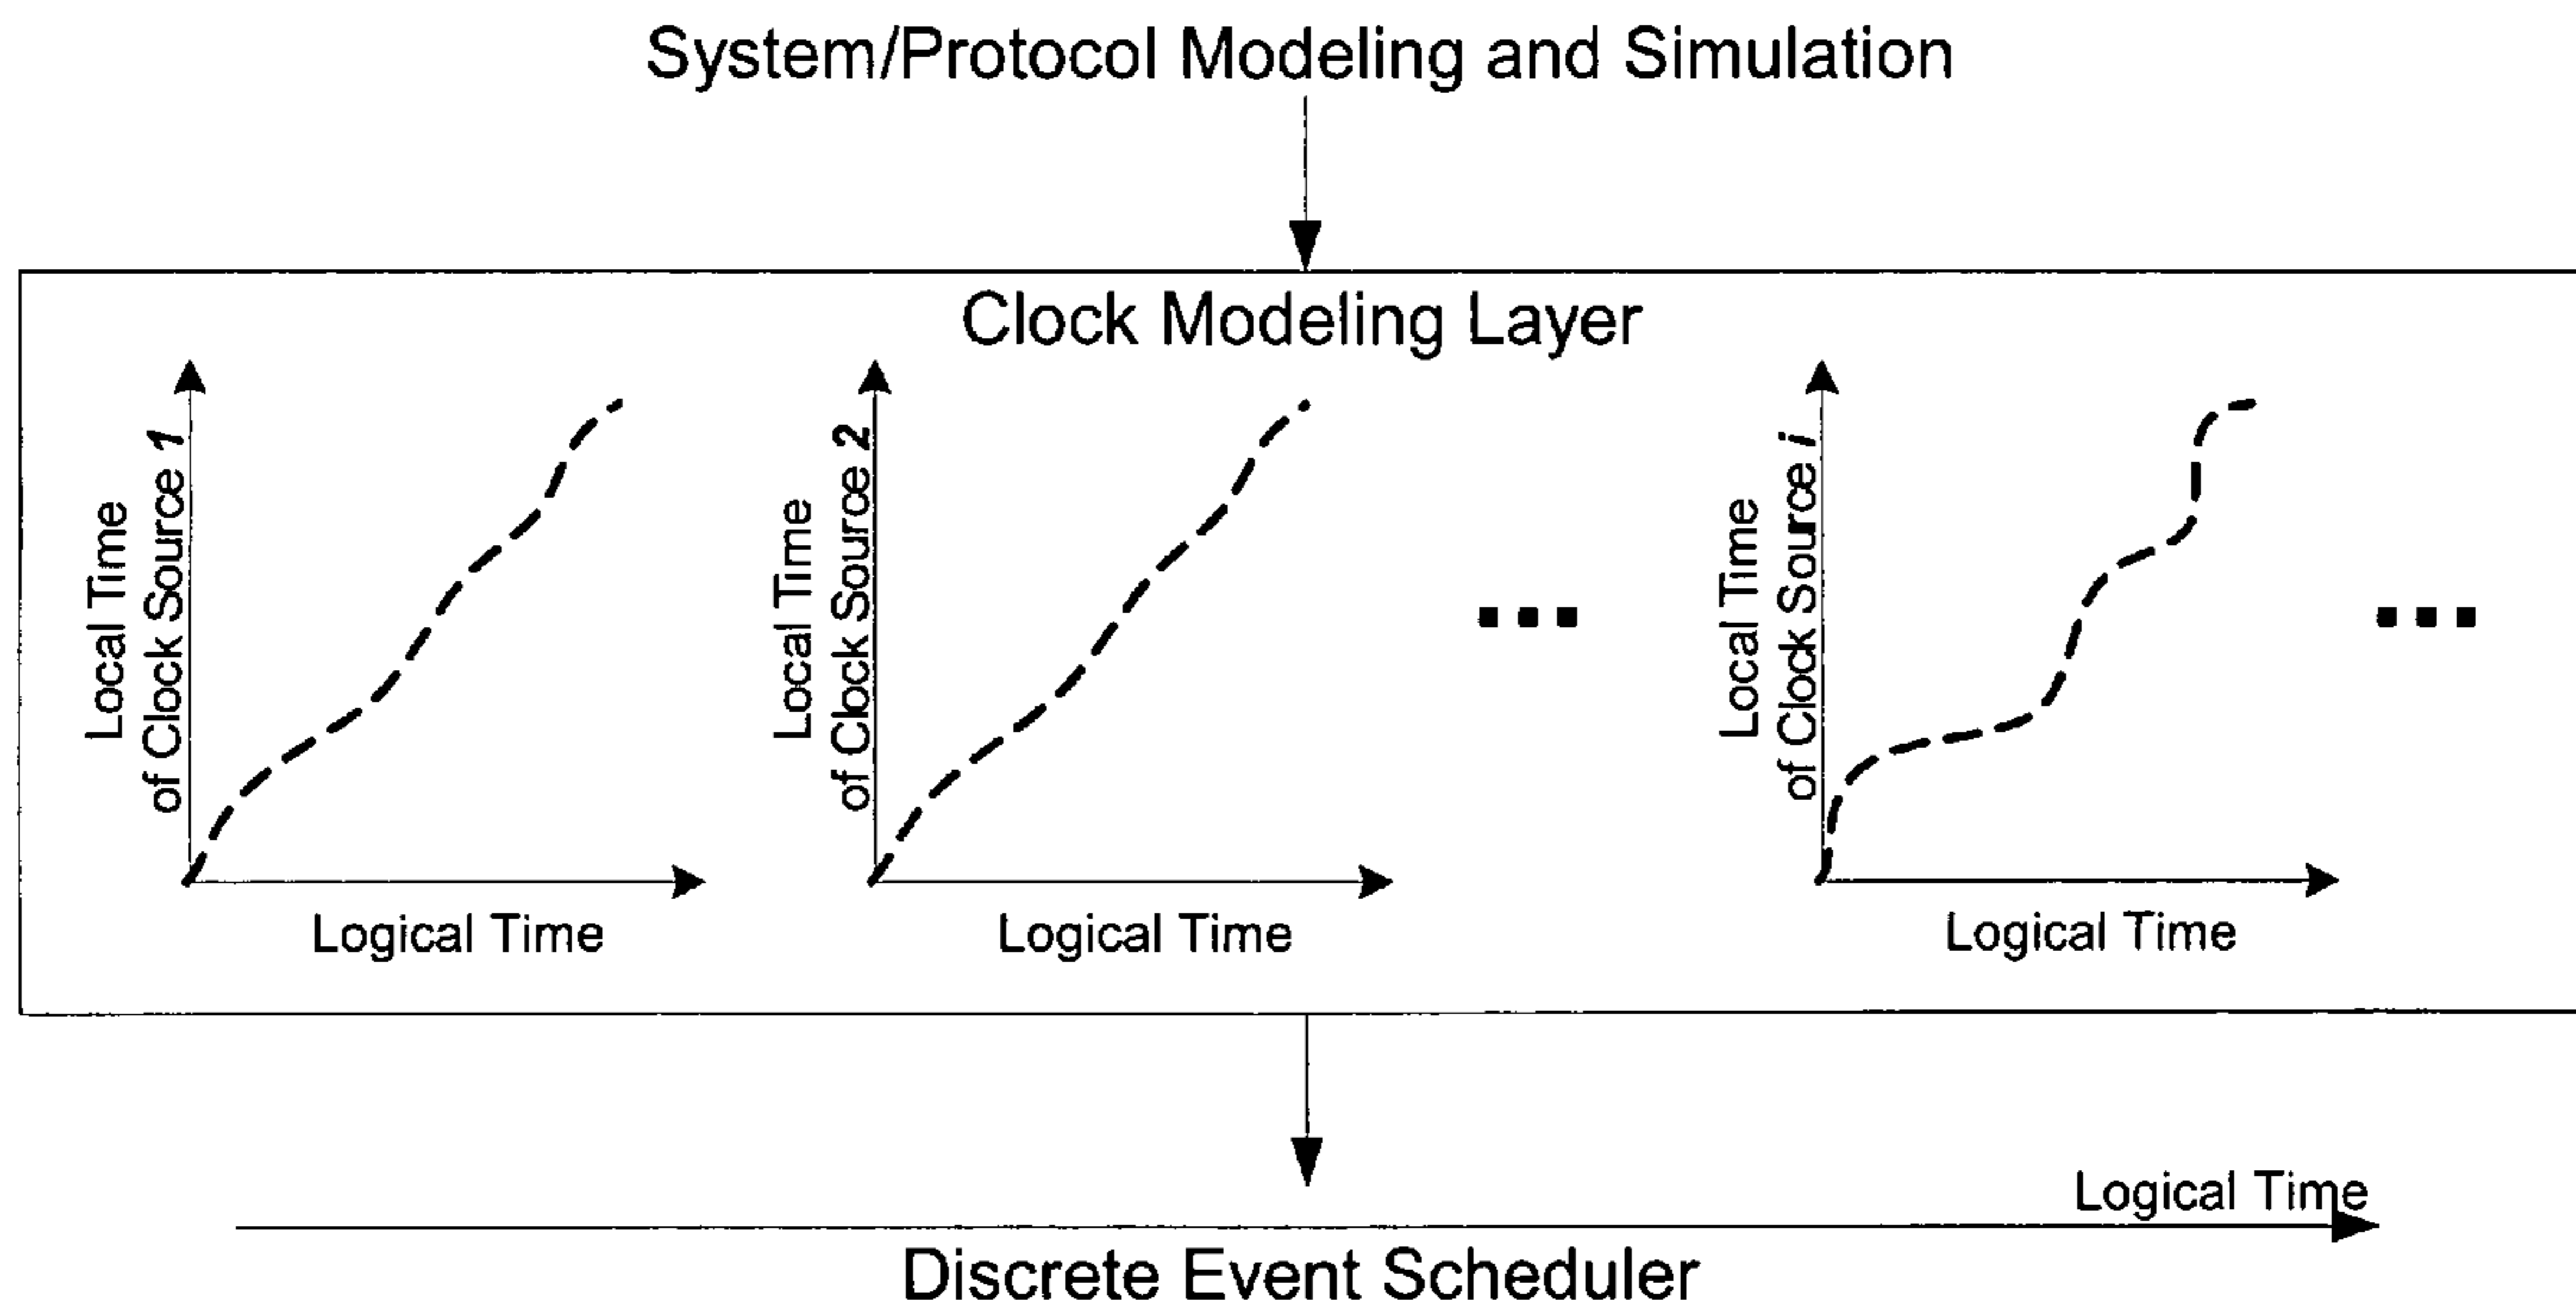 System/Protocol Modeling and Simulation
Clock Modeling Layer
Local Time
of Clock Source 1
Logical Time
Local Time
of Clock Source 2
Logical Time
Local Time
of Clock Source i
Logical Time
Logical Time
Discrete Event Scheduler